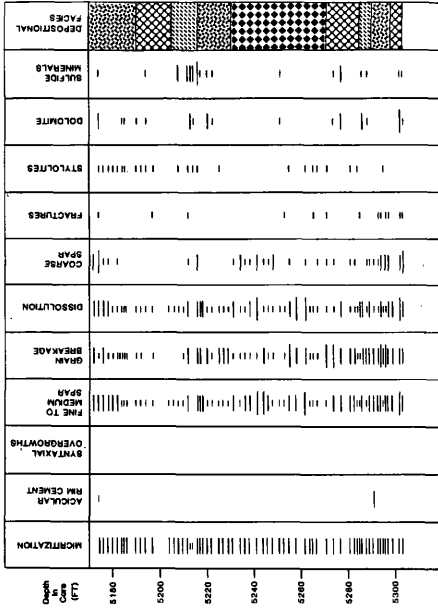 DEPOSITIONAL
FACIES
SULFIDE
MINERALS
DOLOMITE
STYLOLITES
FRACTURES
COARSE
SPAR
DISSOLUTION
GRAIN
BREAKAGE
FINE TO
MEDIUM
SPAR
SYNTAXIAL
OVERGROWTHS
ACICULAR
RIM CEMENT
MICRITIZATION
Depth
in
Core
(FT)
5180
5200
5220
5240
5260
5280
5300